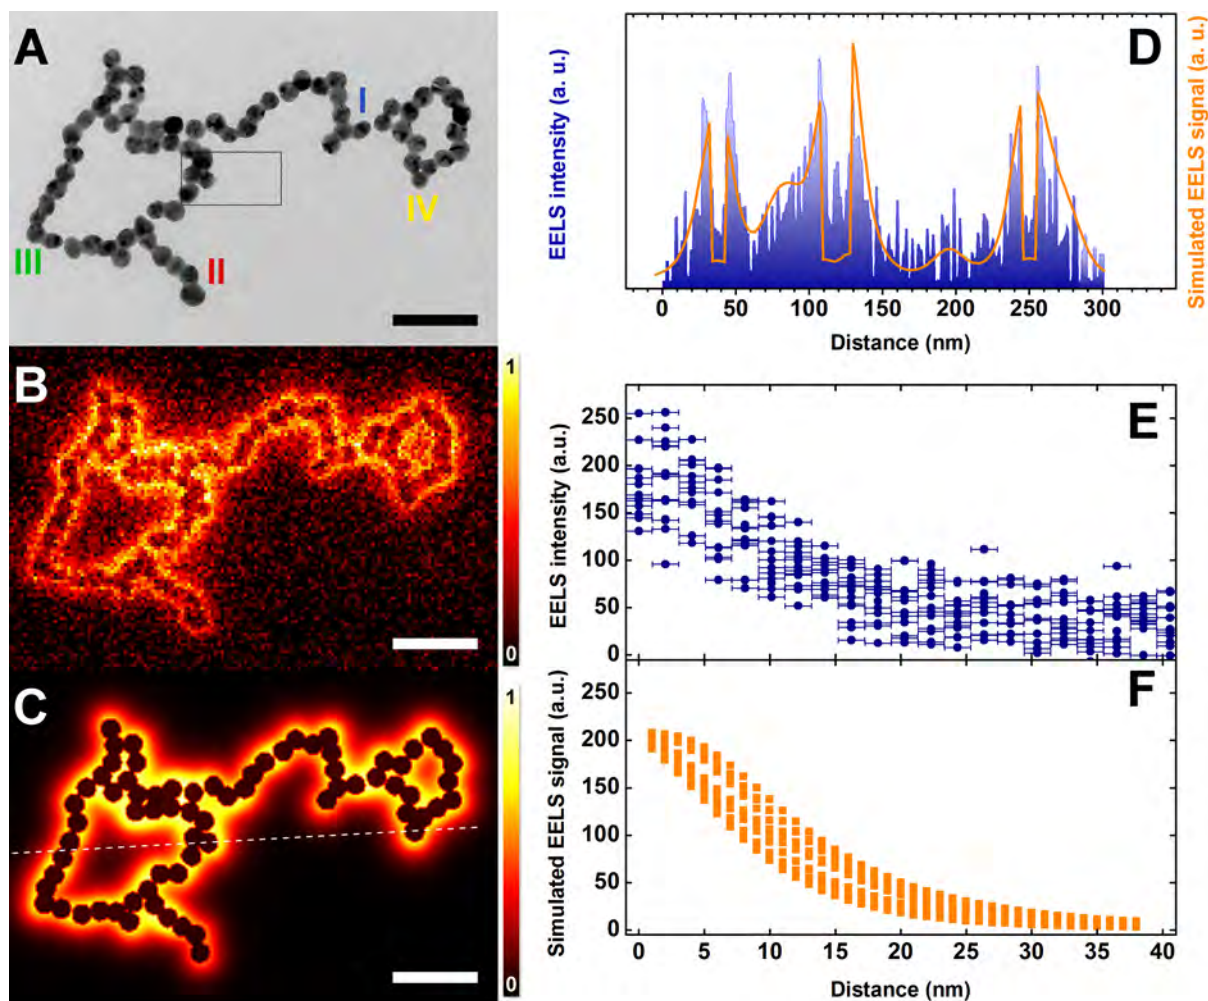 A
I
IV
III
II
B
1
0
C
1
0
D
EELS intensity (a. u.)
Simulated EELS signal (a. u.)
0 50 100 150 200 250 300
Distance (nm)
E
EELS intensity (a.u.)
250
200
150
100
50
0
F
Simulated EELS signal (a.u.)
250
200
150
100
50
0
0 5 10 15 20 25 30 35 40
Distance (nm)